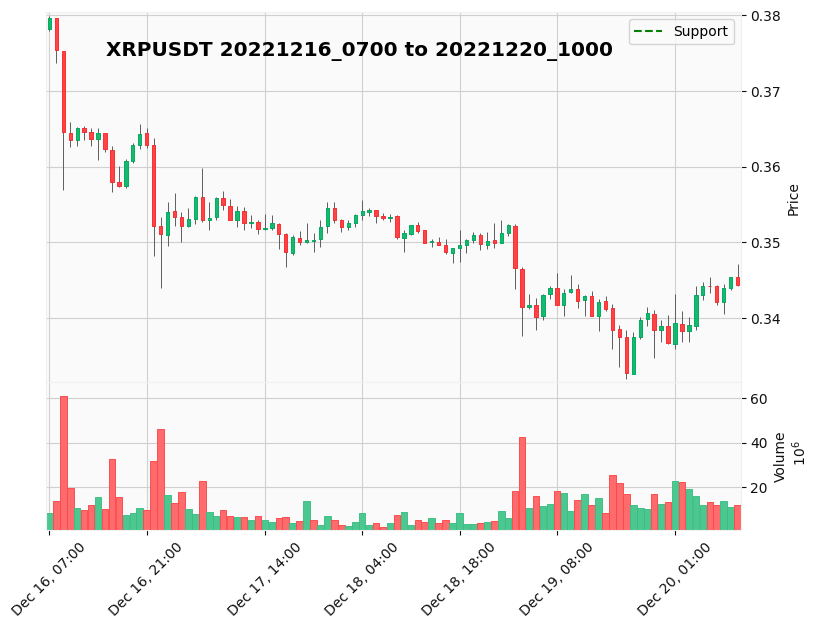 XRPUSDT 20221216_0700 to 20221220_1000
Support
0.38
0.37
0.36
0.35
0.34
Price
60
40
20
Volume
10^6
Dec 16, 07:00
Dec 16, 21:00
Dec 17, 14:00
Dec 18, 04:00
Dec 18, 18:00
Dec 19, 08:00
Dec 20, 01:00